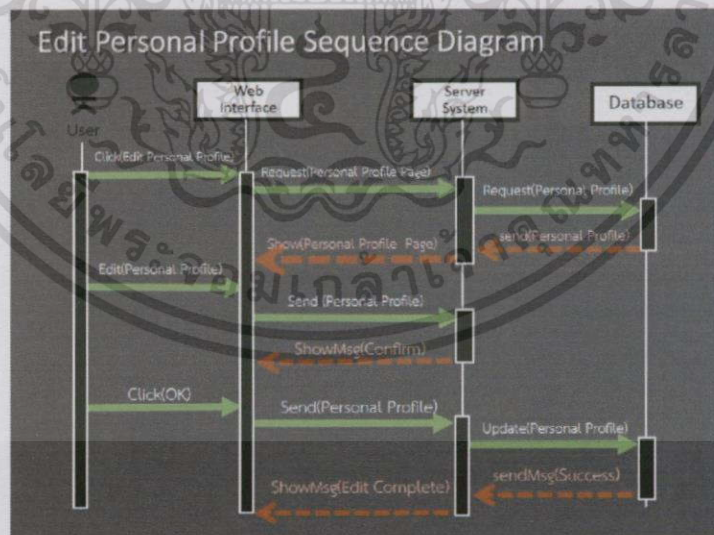 Edit Personal Profile Sequence Diagram
User
Web
Interface
Server
System
Database
Click(Edit Personal Profile)
Request(Personal Profile Page)
Request(Personal Profile)
send(Personal Profile)
Show(Personal Profile Page)
Edit(Personal Profile)
Send (Personal Profile)
ShowMsg(Confirm)
Click(OK)
Send(Personal Profile)
Update(Personal Profile)
sendMsg(Success)
ShowMsg(Edit Complete)